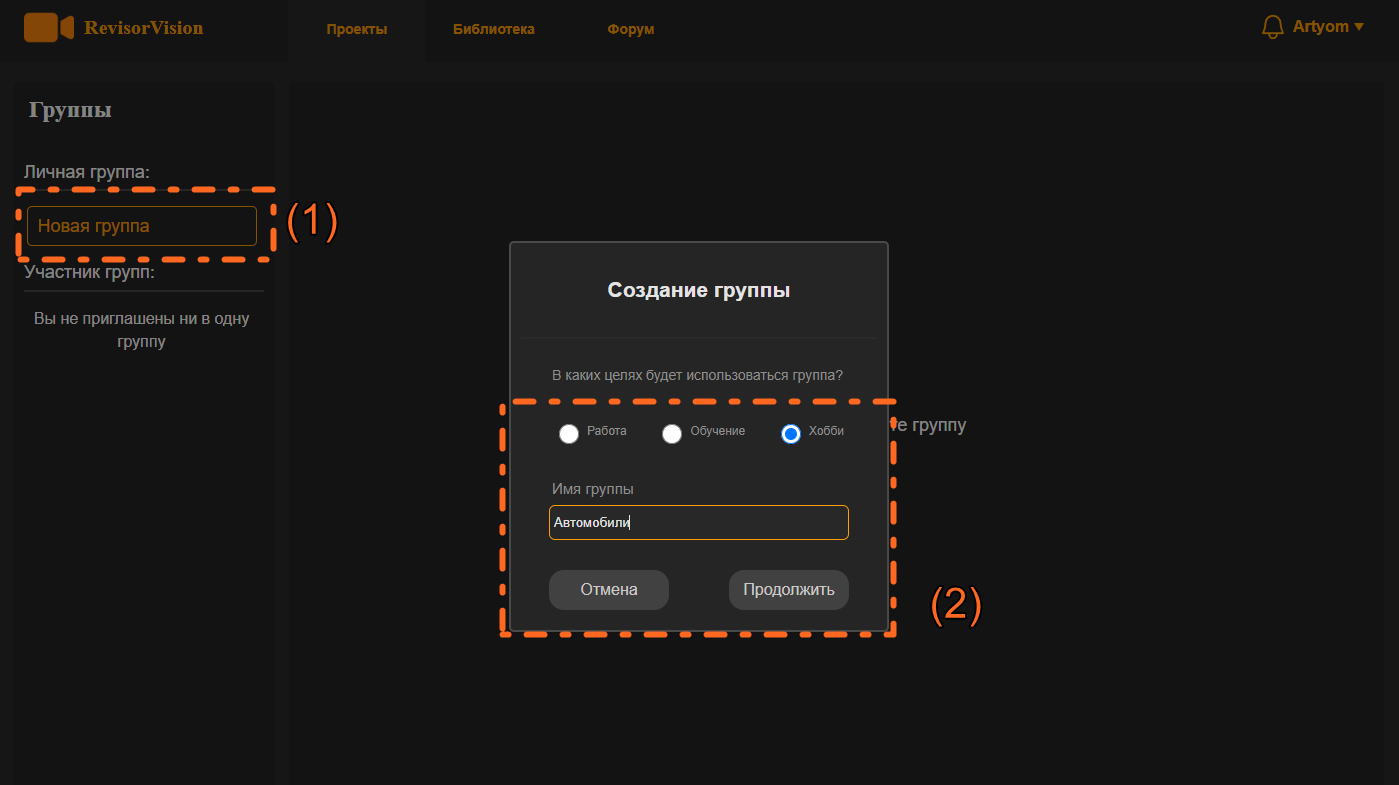 RevisorVision
Проекты
Библиотека
Форум
Artyom
Группы
Личная группа:
Новая группа
(1)
Участник групп:
Вы не приглашены ни в одну
группу
Создание группы
В каких целях будет использоваться группа?
Работа
Обучение
Хобби
группу
Имя группы
Автомобили
Отмена
Продолжить
(2)